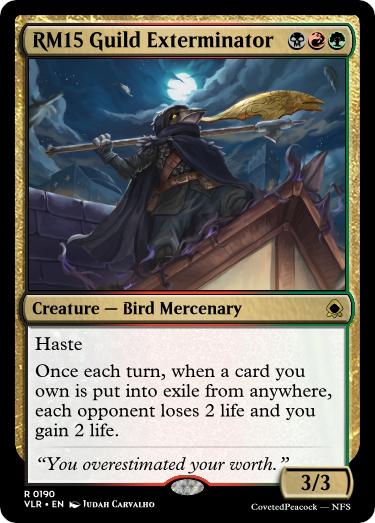 RM15 Guild Exterminator
Creature — Bird Mercenary
Haste
Once each turn, when a card you
own is put into exile from anywhere,
each opponent loses 2 life and you
gain 2 life.
“You overestimated your worth.”
3/3
R 0190
VLR • EN Judah Carvalho
CovetedPeacock — NFS